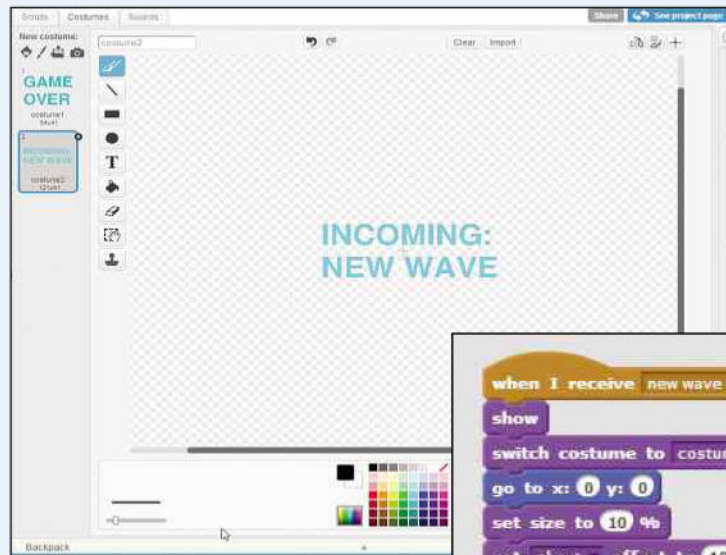 Scripts Costumes Sounds
Share See project page
New costume:
costume2
Clear Import
1
GAME
OVER
costume1
2
INCOMING:
NEW WAVE
costume2
T
INCOMING:
NEW WAVE
when I receive new wave
show
switch costume to
go to x: 0 y: 0
set size to 10 %
Backpack